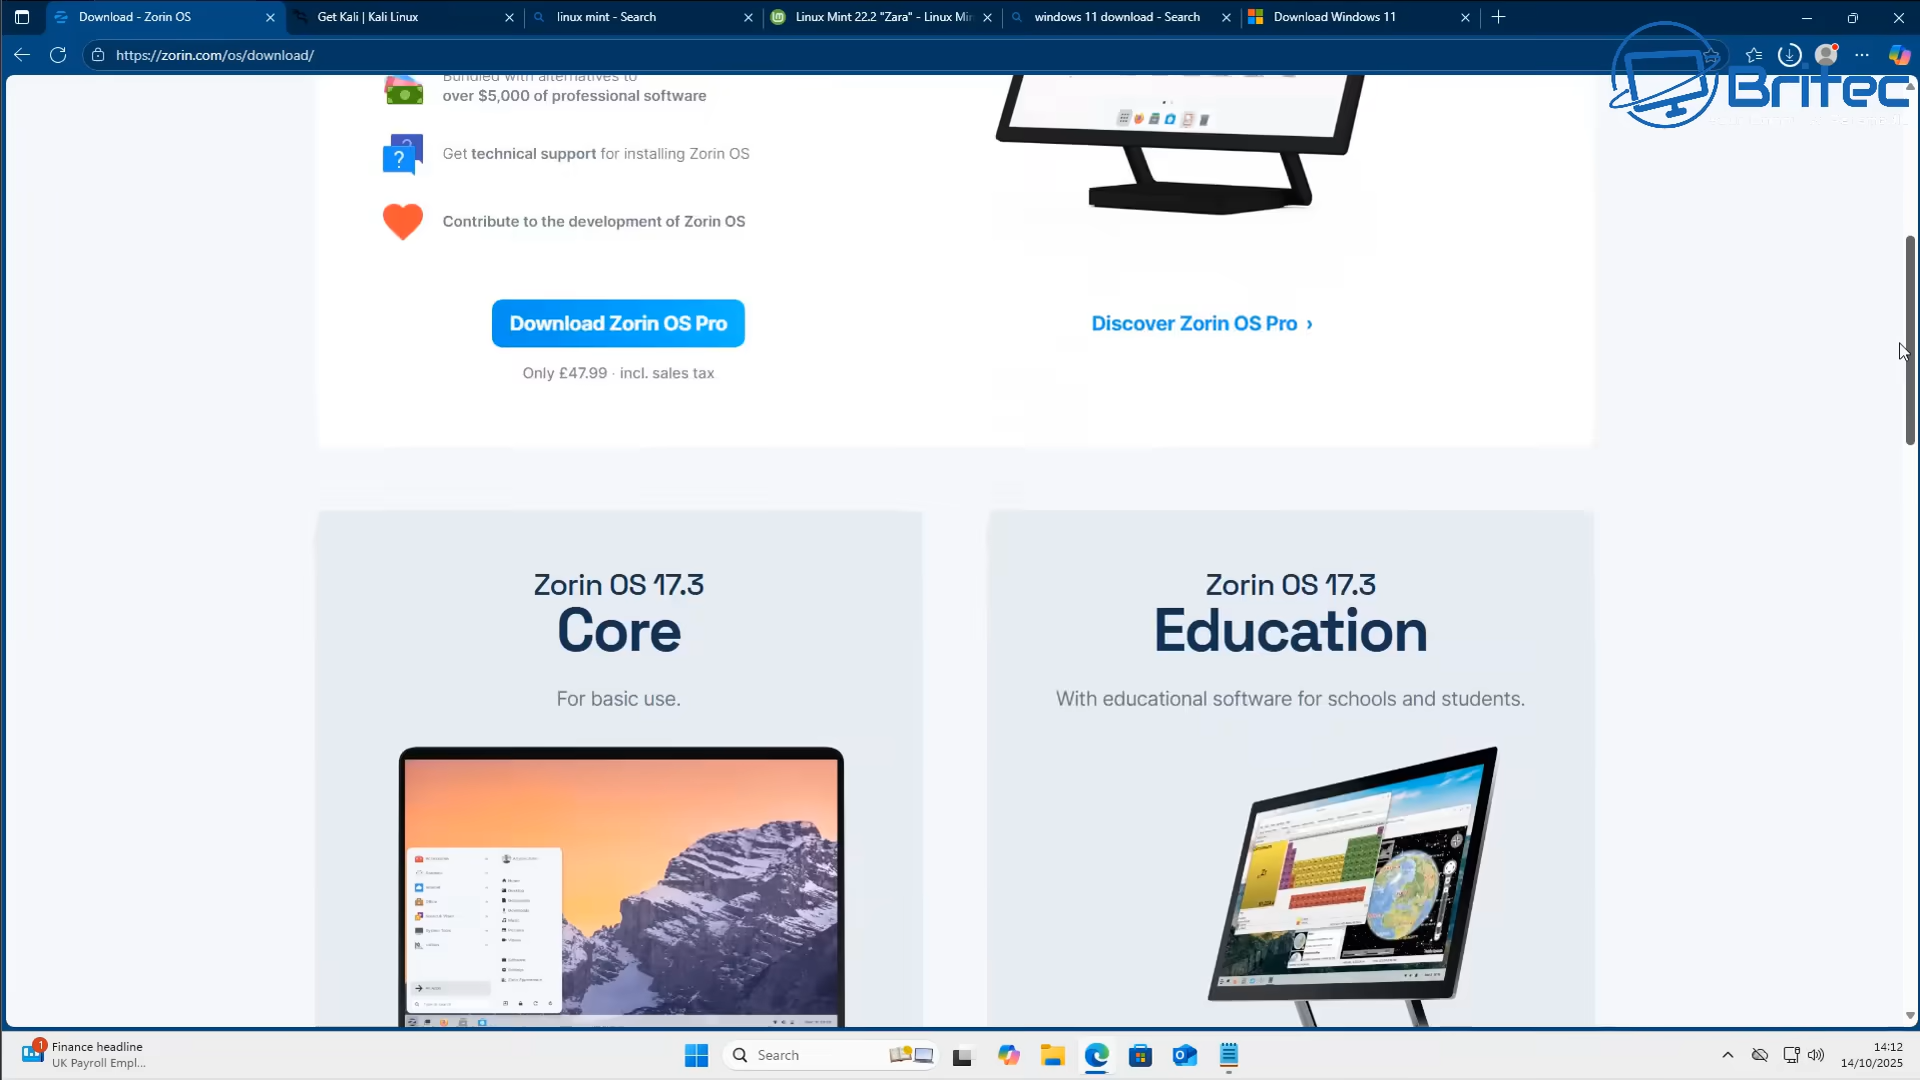 Download - Zorin OS
Get Kali | Kali Linux
linux mint - Search
Linux Mint 22.2 "Zara" - Linux Mi
windows 11 download - Search
Download Windows 11
https://zorin.com/os/download/
Britec
Bundled with alternatives to
over $5,000 of professional software
Get technical support for installing Zorin OS
Contribute to the development of Zorin OS
Download Zorin OS Pro
Discover Zorin OS Pro ›
Only £47.99 · incl. sales tax
Zorin OS 17.3
Core
For basic use.
Zorin OS 17.3
Education
With educational software for schools and students.
1
Finance headline
UK Payroll Empl...
Search
14:12
14/10/2025